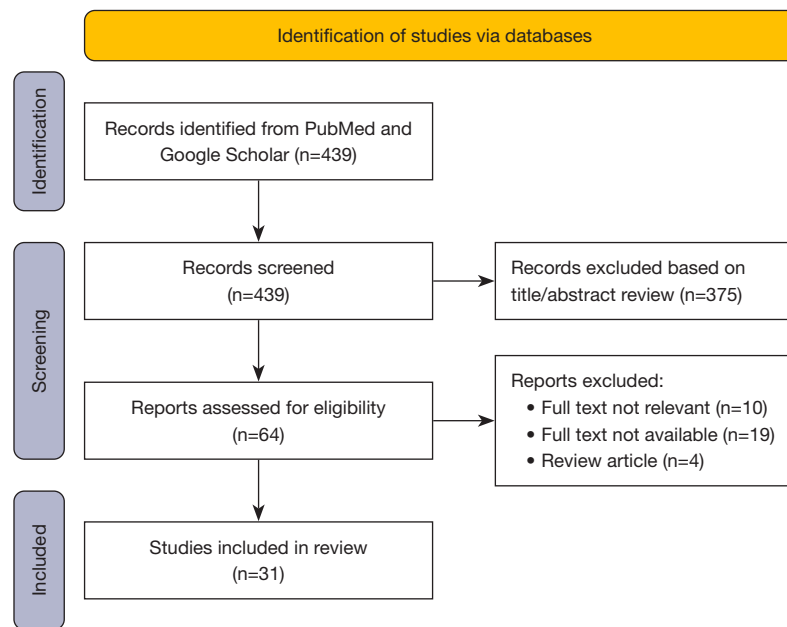 Identification of studies via databases
Identification
Records identified from PubMed and
Google Scholar (n=439)
Screening
Records screened
(n=439)
Records excluded based on
title/abstract review (n=375)
Reports assessed for eligibility
(n=64)
Reports excluded:
• Full text not relevant (n=10)
• Full text not available (n=19)
• Review article (n=4)
Included
Studies included in review
(n=31)